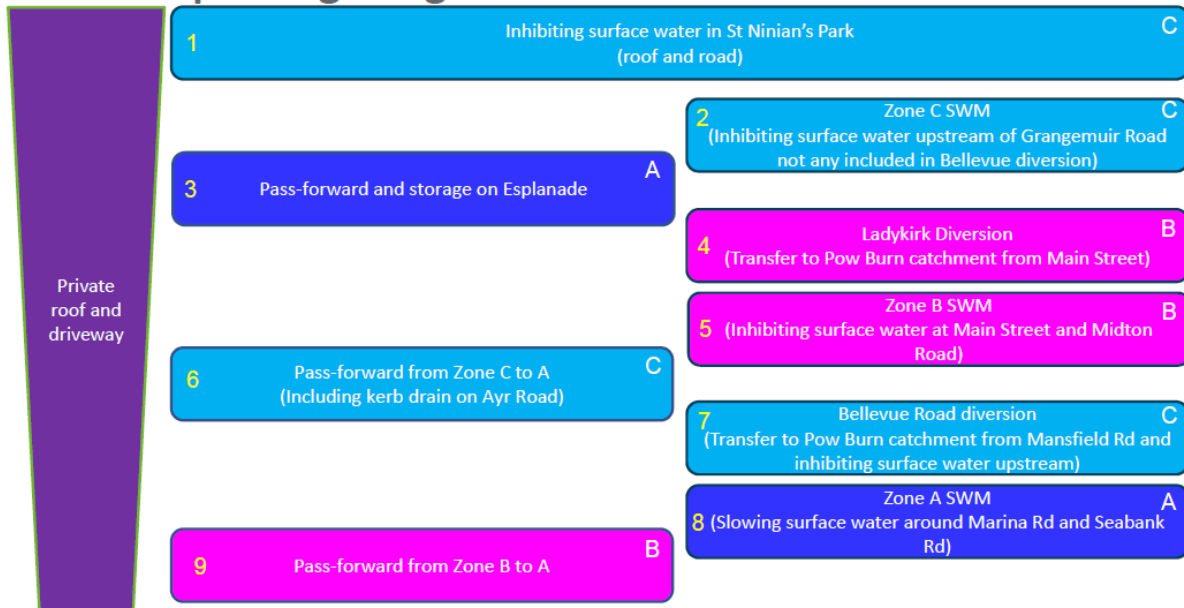 Private
roof and
driveway
1
Inhibiting surface water in St Ninian's Park
(roof and road)
C
2
Zone C SWM
(Inhibiting surface water upstream of Grangemuir Road
not any included in Bellevue diversion)
C
3
Pass-forward and storage on Esplanade
A
4
Ladykirk Diversion
(Transfer to Pow Burn catchment from Main Street)
B
5
Zone B SWM
(Inhibiting surface water at Main Street and Midton
Road)
B
6
Pass-forward from Zone C to A
(Including kerb drain on Ayr Road)
C
7
Bellevue Road diversion
(Transfer to Pow Burn catchment from Mansfield Rd and
inhibiting surface water upstream)
C
8
Zone A SWM
(Slowing surface water around Marina Rd and Seabank
Rd)
A
9
Pass-forward from Zone B to A
B